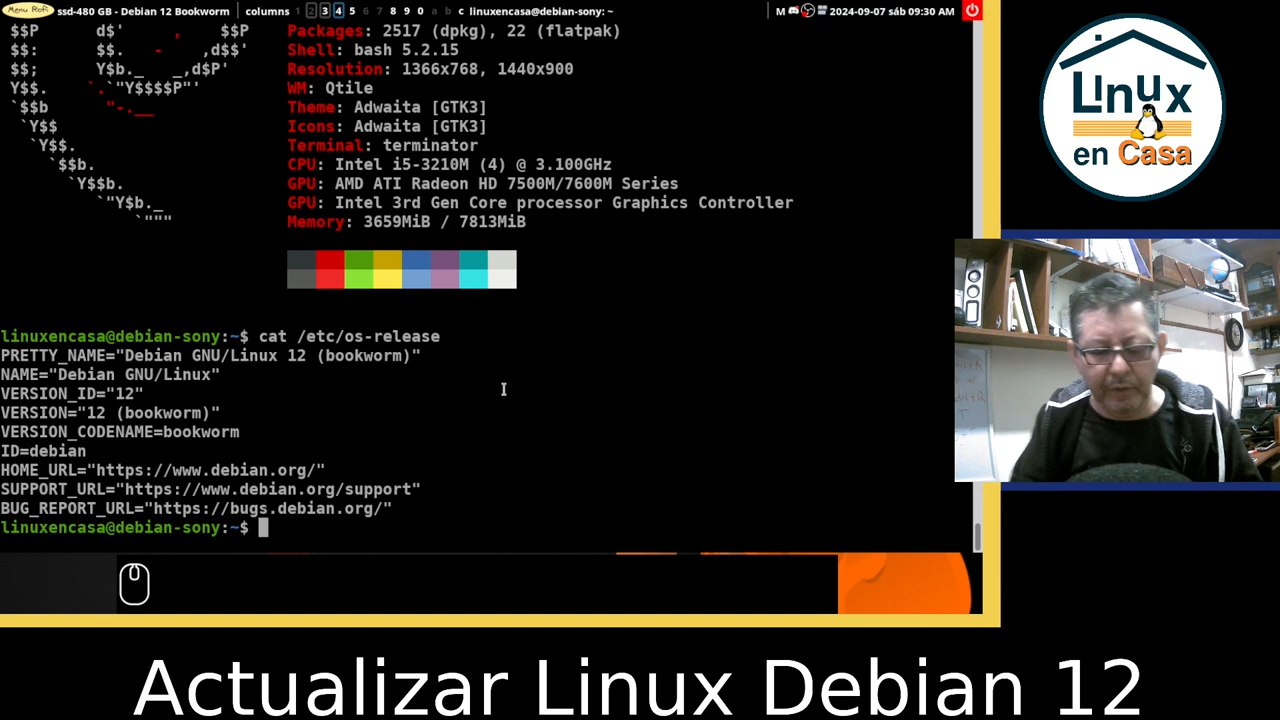 Menu Rofi ssd-480 GB - Debian 12 Bookworm columns 1 2 3 4 5 6 7 8 9 0 a b c linuxencasa@debian-sony: ~ M 2024-09-07 sáb 09:30 AM
$$P d$' , $$P Packages: 2517 (dpkg), 22 (flatpak)
$$: $$. - ,d$$' Shell: bash 5.2.15
$$; Y$b._ _,d$P' Resolution: 1366x768, 1440x900
Y$$. `.`"Y$$$$P"' WM: Qtile
`$$b "-.__ Theme: Adwaita [GTK3]
`Y$$ Icons: Adwaita [GTK3]
`Y$$. Terminal: terminator
`$$b. CPU: Intel i5-3210M (4) @ 3.100GHz
`Y$$b. GPU: AMD ATI Radeon HD 7500M/7600M Series
`"Y$b._ GPU: Intel 3rd Gen Core processor Graphics Controller
`""" Memory: 3659MiB / 7813MiB
linuxencasa@debian-sony:~$ cat /etc/os-release
PRETTY_NAME="Debian GNU/Linux 12 (bookworm)"
NAME="Debian GNU/Linux"
VERSION_ID="12"
VERSION="12 (bookworm)"
VERSION_CODENAME=bookworm
ID=debian
HOME_URL="https://www.debian.org/"
SUPPORT_URL="https://www.debian.org/support"
BUG_REPORT_URL="https://bugs.debian.org/"
linuxencasa@debian-sony:~$
Linux
en Casa
Actualizar Linux Debian 12